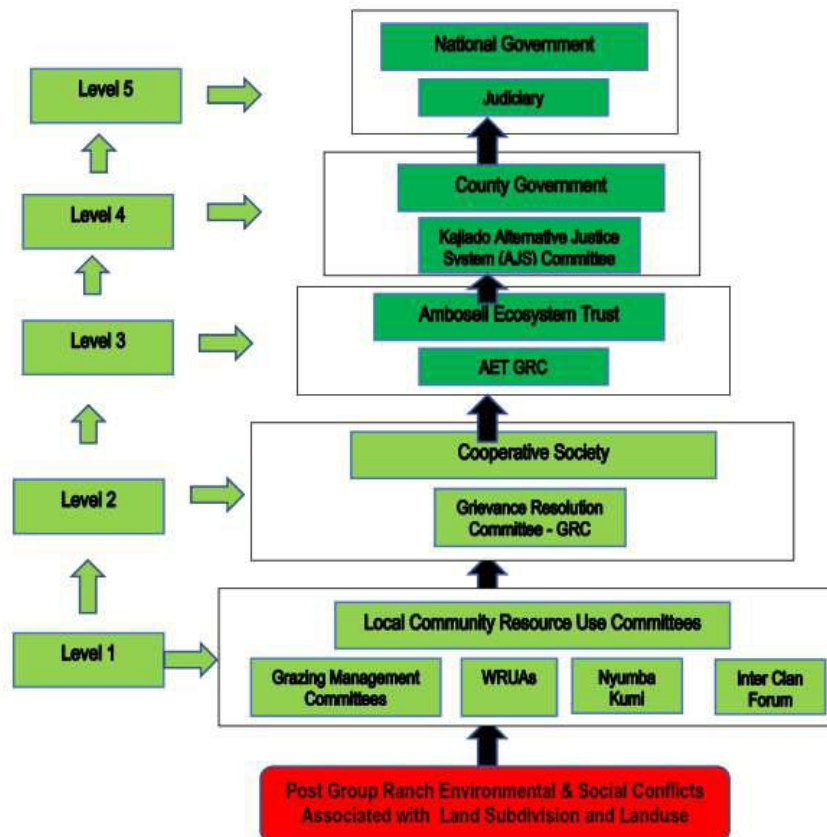 National Government
Level 5
Judiciary
County Government
Level 4
Kajiado Alternative Justice
System (AJS) Committee
Amboseli Ecosystem Trust
Level 3
AET GRC
Cooperative Society
Level 2
Grievance Resolution
Committee - GRC
Local Community Resource Use Committees
Level 1
Grazing Management
Committees
WRUAs
Nyumba
Kumi
Inter Clan
Forum
Post Group Ranch Environmental & Social Conflicts
Associated with Land Subdivision and Landuse